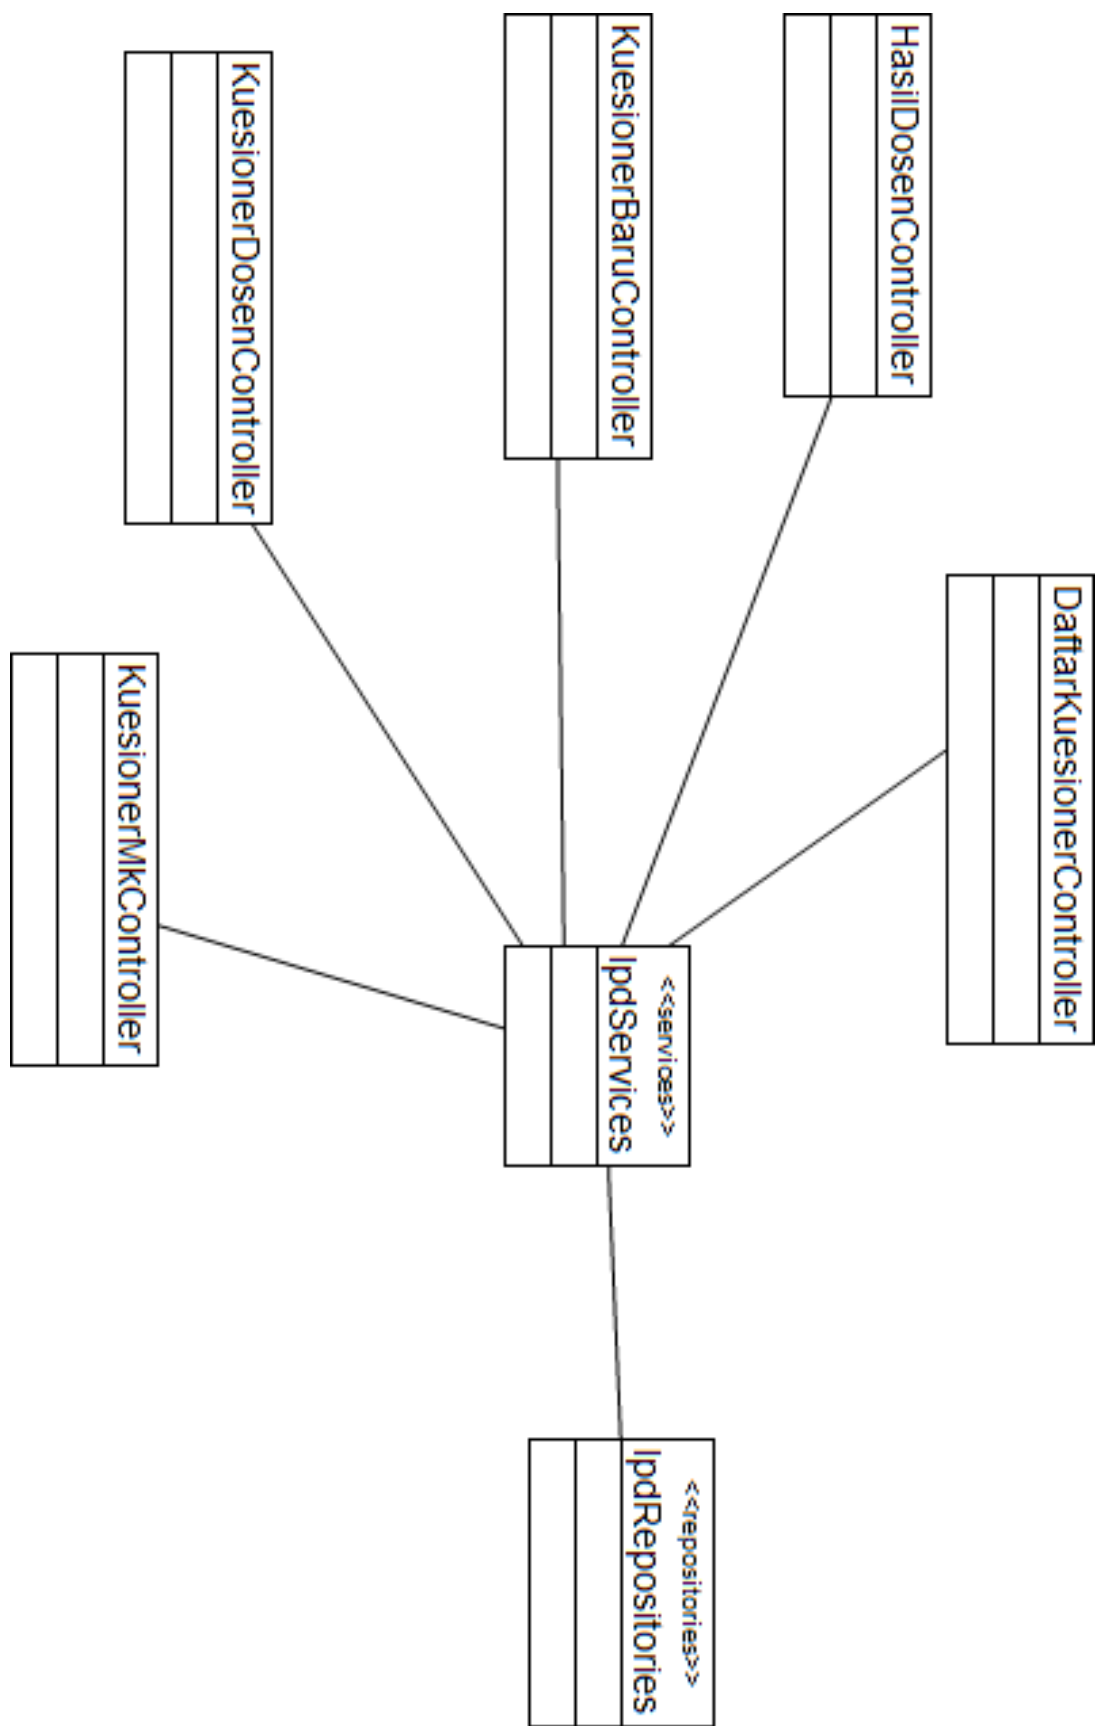 DaftarKuesionerController
HasilDosenController
KuesionerBaruController
<<services>>
IpdServices
<<repositories>>
IpdRepositories
KuesionerDosenController
KuesionerMkController